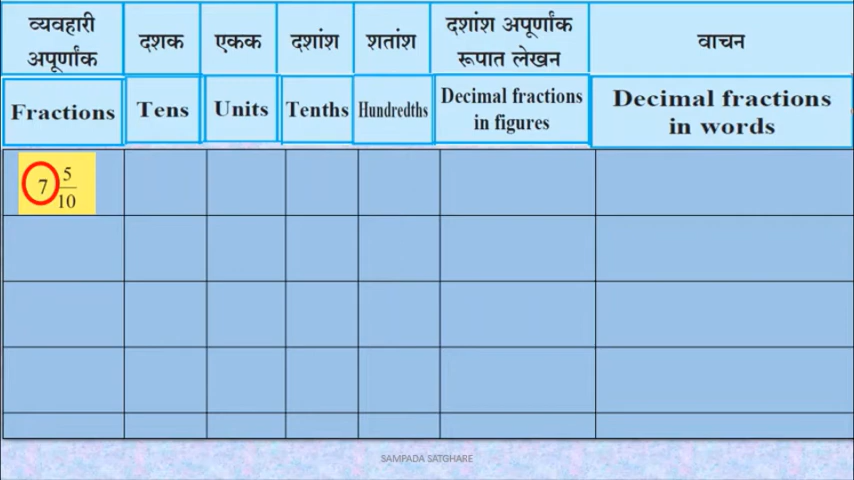 व्यवहारी अपूर्णांक दशक एकक दशांश शतांश दशांश अपूर्णांक रूपात लेखन वाचन
Fractions Tens Units Tenths Hundredths Decimal fractions in figures Decimal fractions in words
7 5/10
SAMPADA SATGHARE